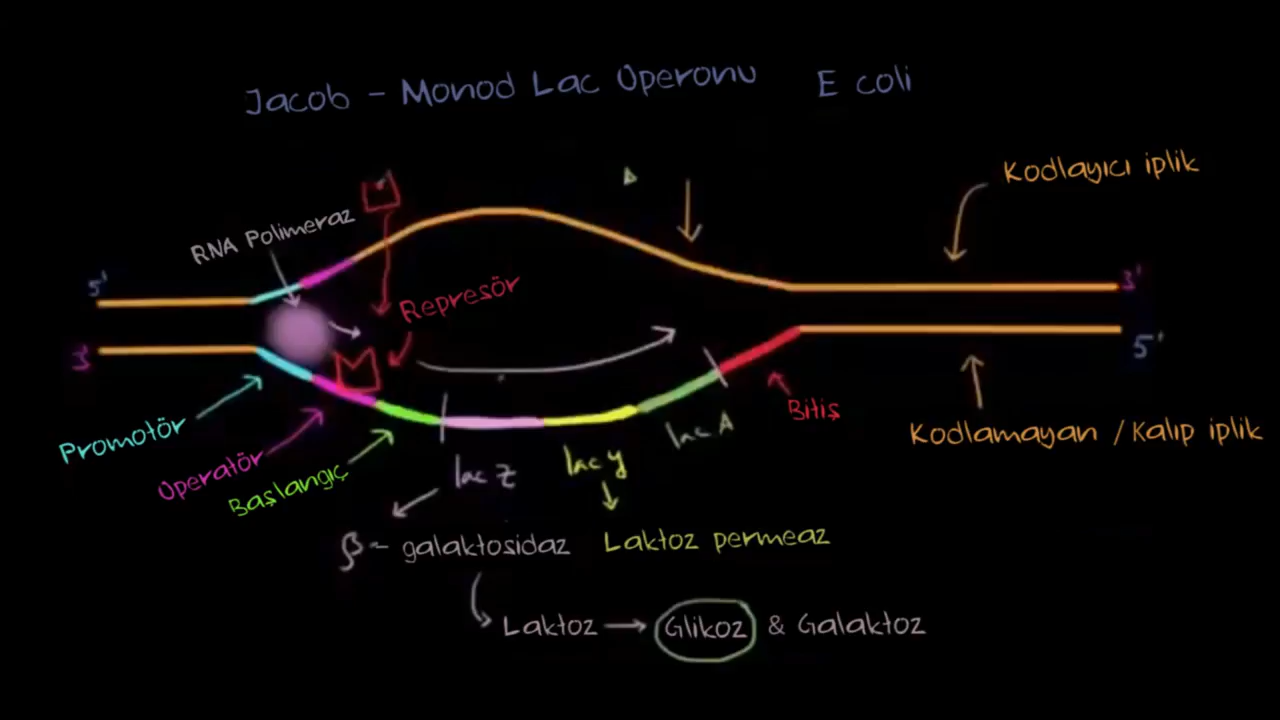 Jacob - Monod Lac Operonu E coli
Kodlayıcı iplik
RNA Polimeraz
5'
3'
Represör
3'
5'
Promotör
Operatör
Başlangıç
lac z
lac y
lac A
Bitiş
Kodlamayan / Kalıp iplik
β - galaktosidaz
Laktoz permeaz
Laktoz → Glikoz & Galaktoz